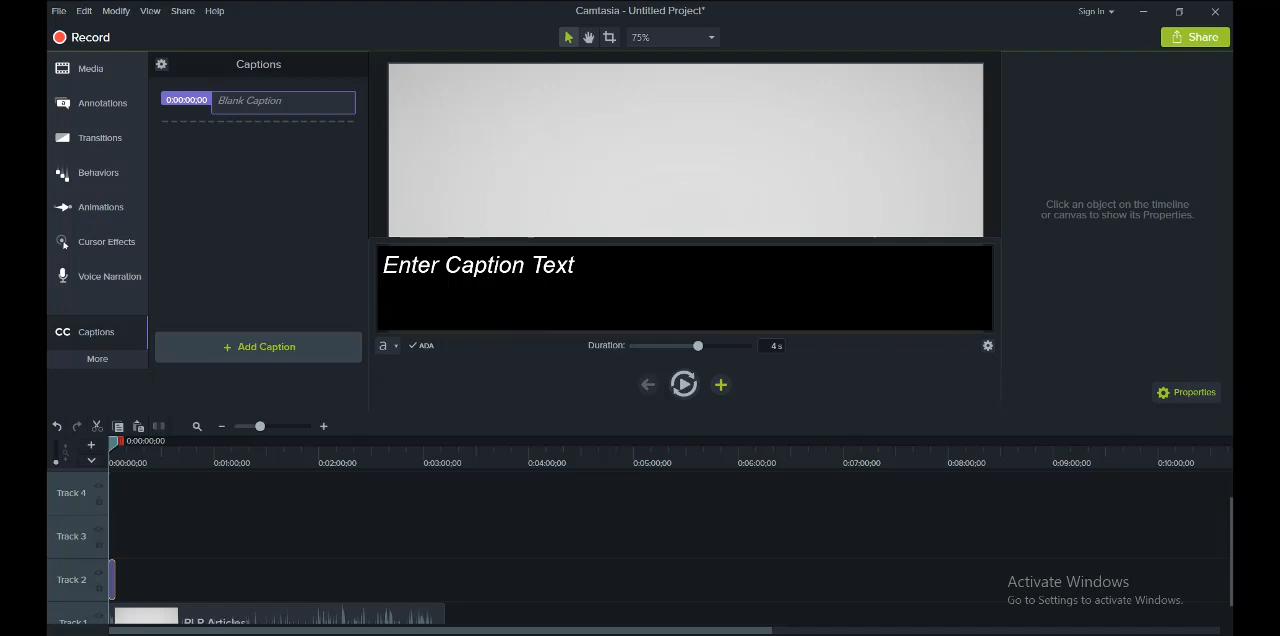 File Edit Modify View Share Help
Camtasia - Untitled Project*
Sign In
Record
75%
Share
Media
Annotations
Transitions
Behaviors
Animations
Cursor Effects
Voice Narration
CC Captions
More
Captions
0:00:00;00 Blank Caption
+ Add Caption
Click an object on the timeline
or canvas to show its Properties.
Enter Caption Text
a ADA
Duration: 4 s
Properties
0:00:00;00
0:00:00;00 0:01:00;00 0:02:00;00 0:03:00;00 0:04:00;00 0:05:00;00 0:06:00;00 0:07:00;00 0:08:00;00 0:09:00;00 0:10:00;00
Track 4
Track 3
Track 2
Track 1 RLP Articles
Activate Windows
Go to Settings to activate Windows.